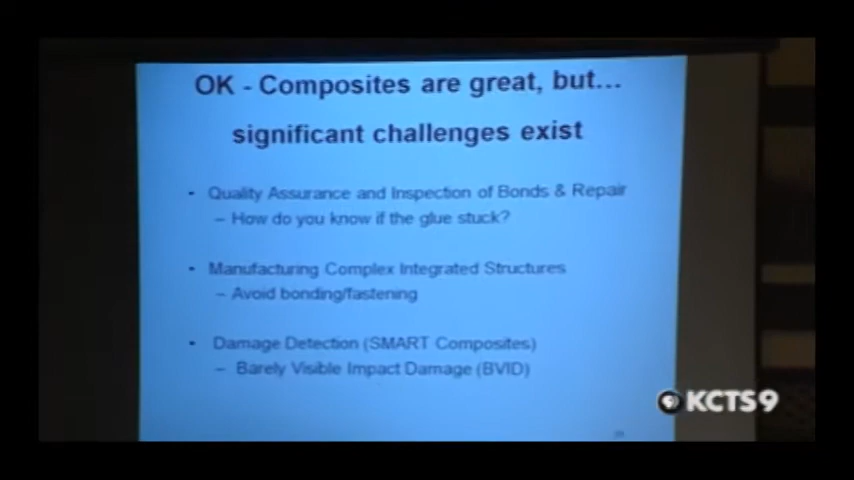 OK - Composites are great, but...
significant challenges exist
• Quality Assurance and Inspection of Bonds & Repair
– How do you know if the glue stuck?
• Manufacturing Complex Integrated Structures
– Avoid bonding/fastening
• Damage Detection (SMART Composites)
– Barely Visible Impact Damage (BVID)
KCTS9